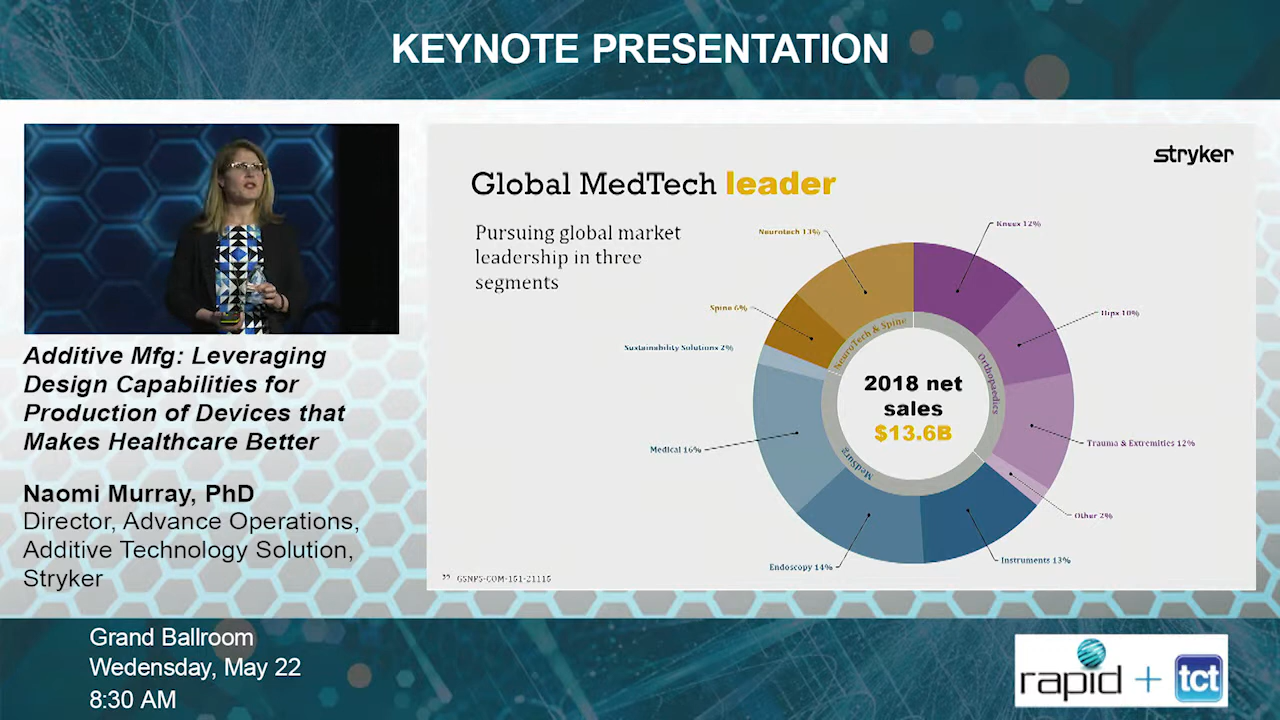 KEYNOTE PRESENTATION
stryker
Global MedTech leader
Pursuing global market
leadership in three
segments
Neurotech 13%
Knees 12%
Spine 6%
Hips 10%
Sustainability Solutions 2%
NeuroTech & Spine
Orthopaedics
MedSurg
2018 net
sales
$13.6B
Medical 16%
Trauma & Extremities 12%
Other 2%
Endoscopy 14%
Instruments 13%
GSNPS-COM-151-21115
Additive Mfg: Leveraging
Design Capabilities for
Production of Devices that
Makes Healthcare Better
Naomi Murray, PhD
Director, Advance Operations,
Additive Technology Solution,
Stryker
Grand Ballroom
Wedensday, May 22
8:30 AM
rapid + tct